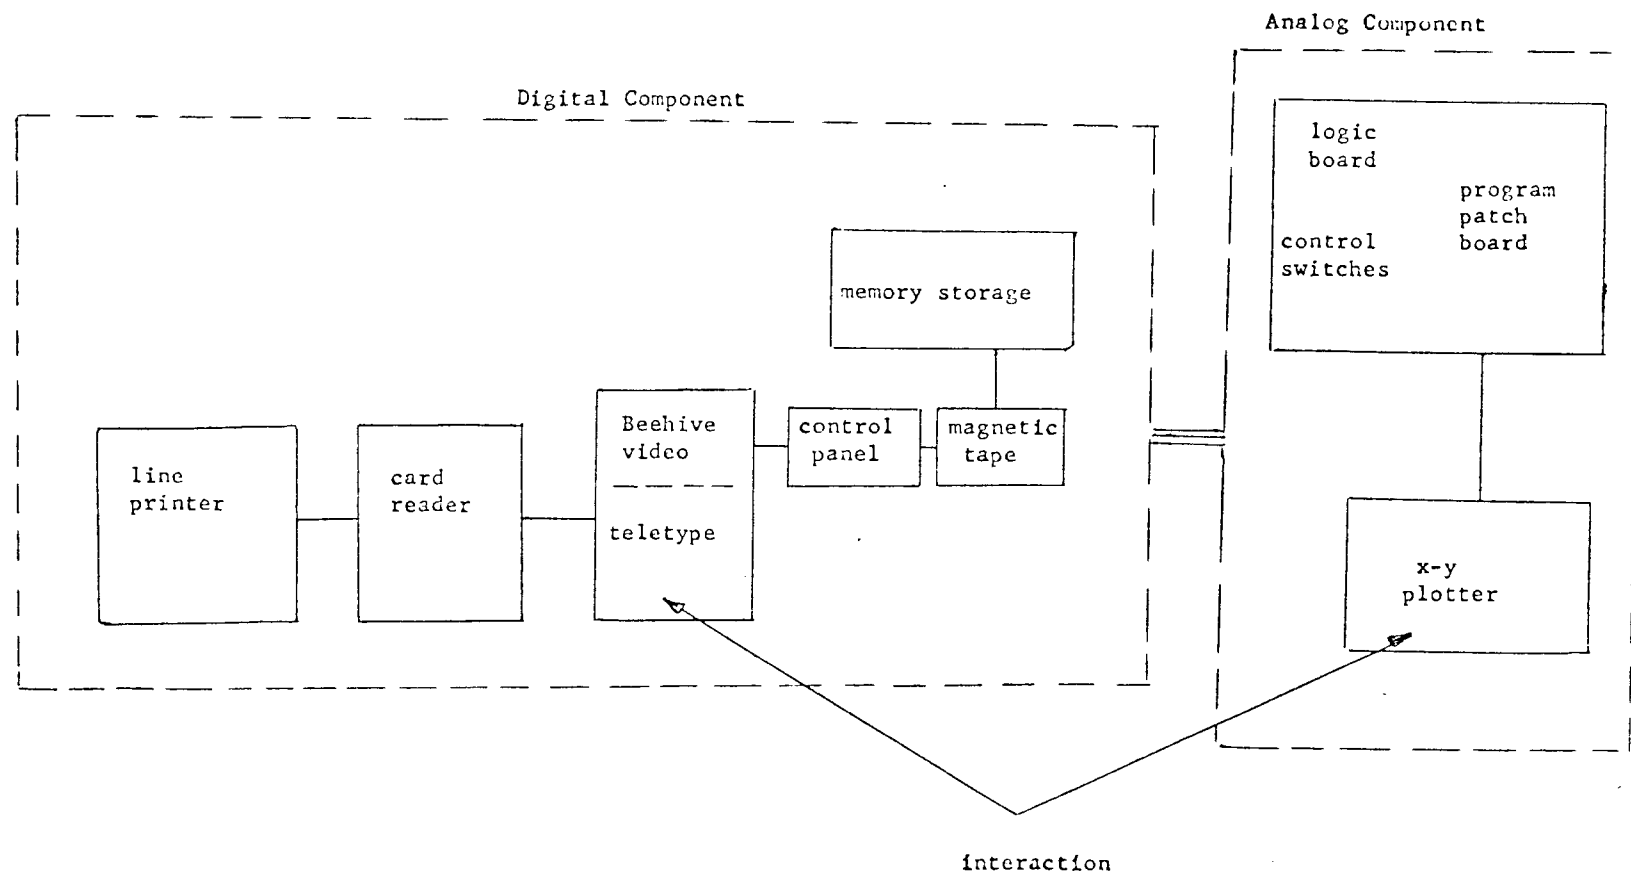 Analog Component
Digital Component
logic
board
program
patch
board
control
switches
memory storage
Beehive
video
teletype
control
panel
magnetic
tape
line
printer
card
reader
x-y
plotter
interaction